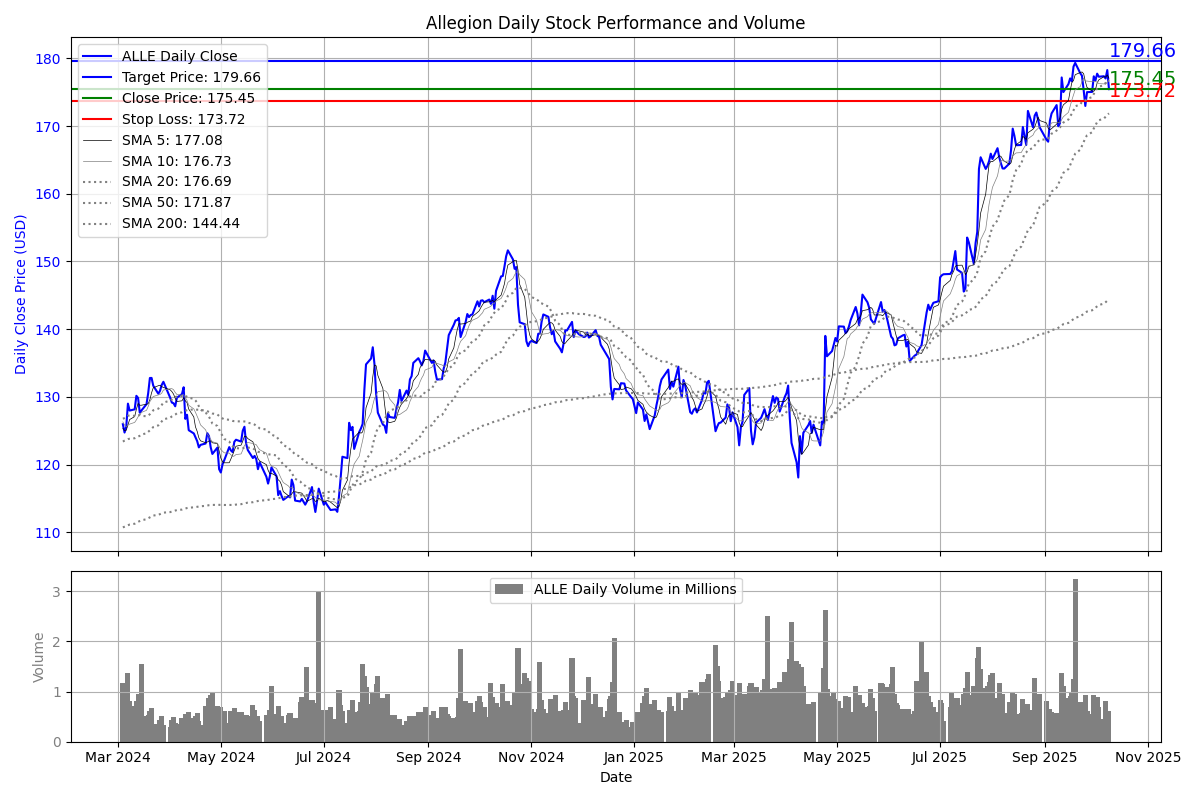 Allegion Daily Stock Performance and Volume
ALLE Daily Close
Target Price: 179.66
Close Price: 175.45
Stop Loss: 173.72
SMA 5: 177.08
SMA 10: 176.73
SMA 20: 176.69
SMA 50: 171.87
SMA 200: 144.44
179.66
175.45
173.72
Daily Close Price (USD)
180
170
160
150
140
130
120
110
ALLE Daily Volume in Millions
Volume
3
2
1
0
Mar 2024 May 2024 Jul 2024 Sep 2024 Nov 2024 Jan 2025 Mar 2025 May 2025 Jul 2025 Sep 2025 Nov 2025
Date